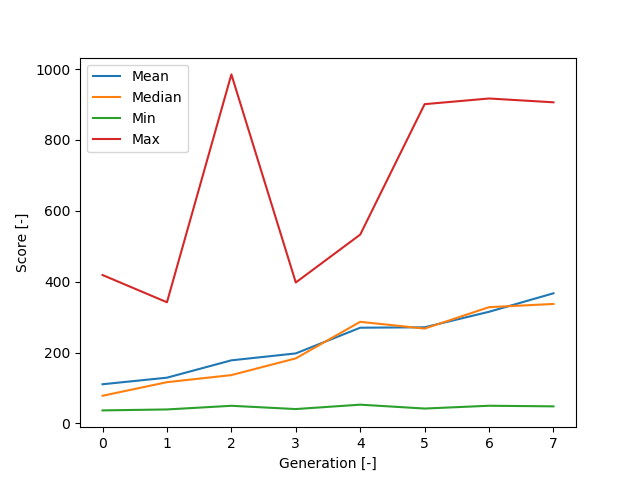 Mean
Median
Min
Max
1000
800
600
400
200
0
Score [-]
0 1 2 3 4 5 6 7
Generation [-]